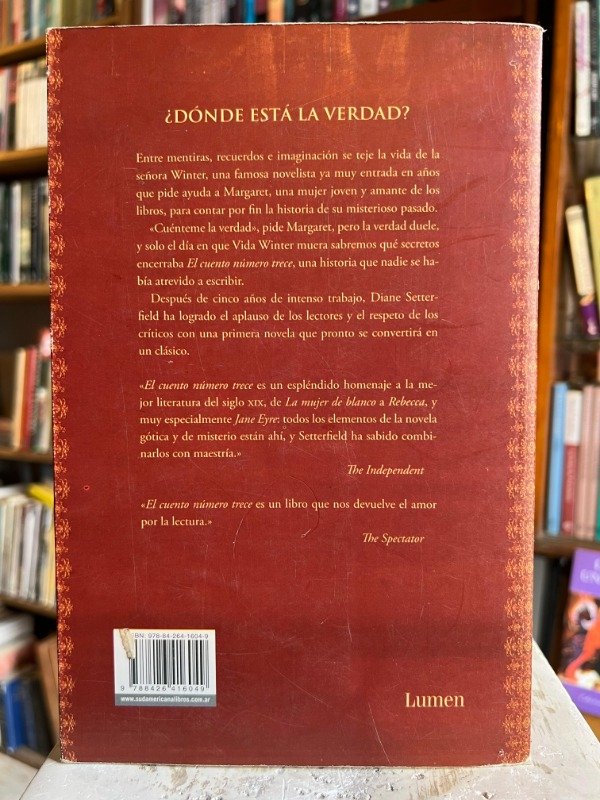 ¿DÓNDE ESTÁ LA VERDAD?
Entre mentiras, recuerdos e imaginación se teje la vida de la
señora Winter, una famosa novelista ya muy entrada en años
que pide ayuda a Margaret, una mujer joven y amante de los
libros, para contar por fin la historia de su misterioso pasado.
«Cuénteme la verdad», pide Margaret, pero la verdad duele,
y solo el día en que Vida Winter muera sabremos qué secretos
encerraba El cuento número trece, una historia que nadie se ha-
bía atrevido a escribir.
Después de cinco años de intenso trabajo, Diane Setter-
field ha logrado el aplauso de los lectores y el respeto de los
críticos con una primera novela que pronto se convertirá en
un clásico.
«El cuento número trece es un espléndido homenaje a la me-
jor literatura del siglo XIX, de La mujer de blanco a Rebecca, y
muy especialmente Jane Eyre: todos los elementos de la novela
gótica y de misterio están ahí, y Setterfield ha sabido combi-
narlos con maestría.»
The Independent
«El cuento número trece es un libro que nos devuelve el amor
por la lectura.»
The Spectator
BN: 978-84-264-1604-9
9 788426 416049
www.sudamericanalibros.com.ar
Lumen